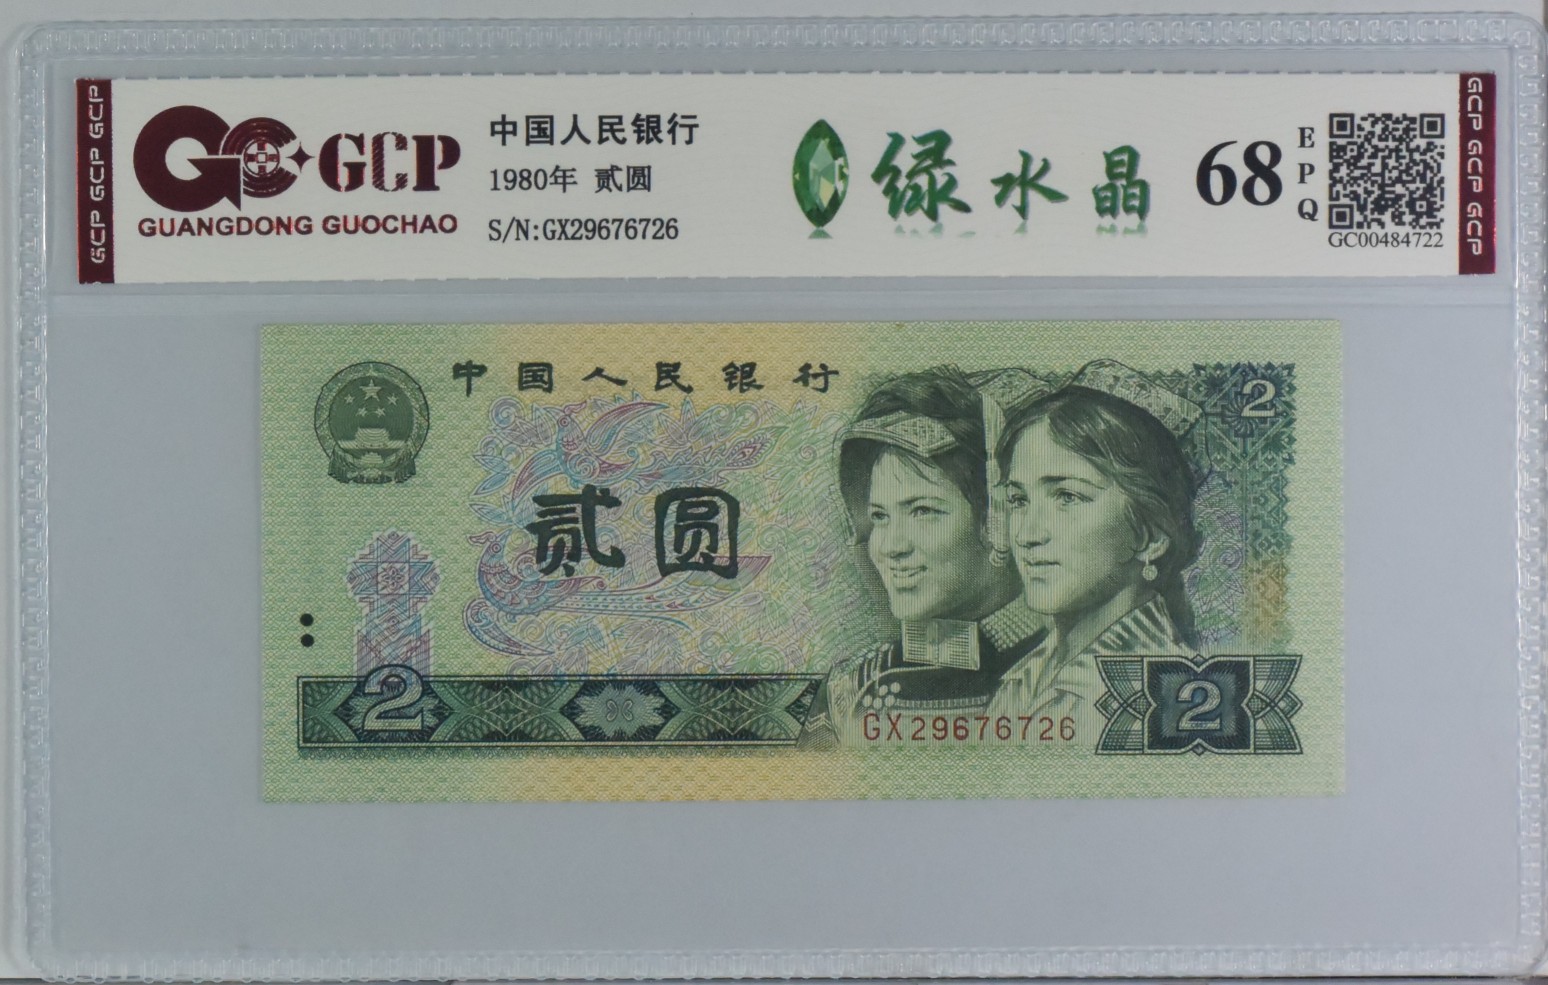 GCP GCP GCP
GCP
GUANGDONG GUOCHAO
中国人民银行
1980年 贰圆
S/N:GX29676726
绿水晶
68
EPQ
GC00484722
GCP GCP GCP
中国人民银行
2
贰圆
2
GX29676726
2